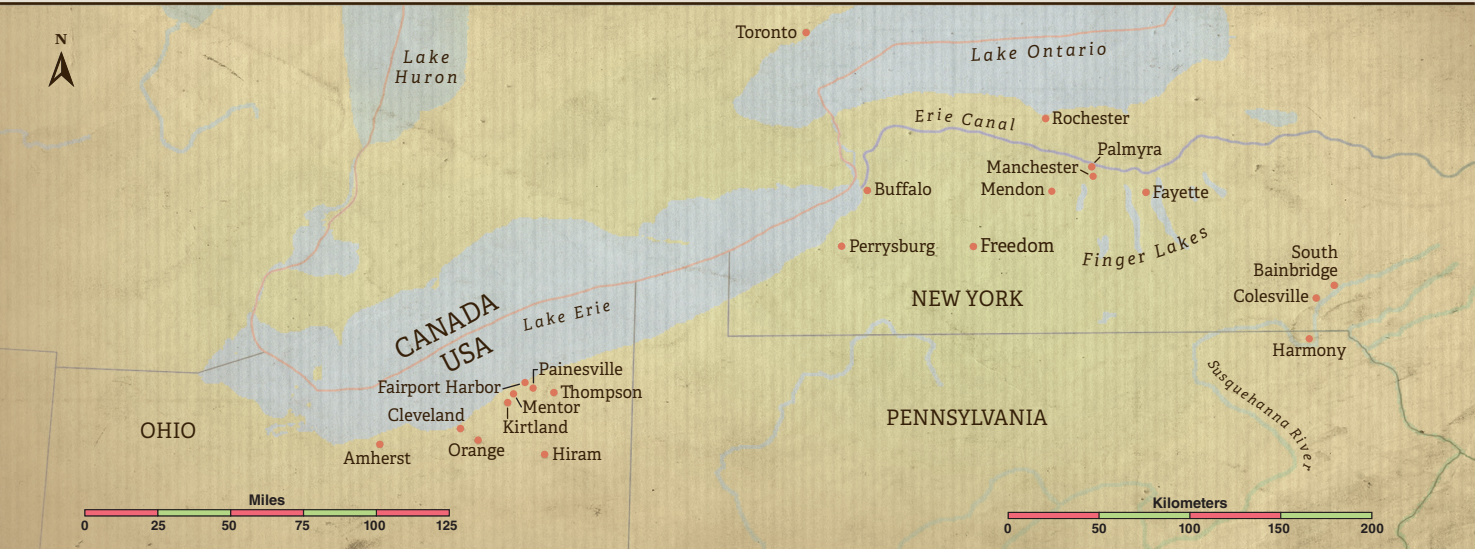 N
Lake
Huron
Toronto
Lake Ontario
Erie Canal
Rochester
Palmyra
Manchester
Mendon
Fayette
Buffalo
Perrysburg
Freedom
Finger Lakes
South
Bainbridge
Colesville
NEW YORK
Harmony
CANADA
USA
Lake Erie
Painesville
Fairport Harbor
Thompson
Mentor
Cleveland
Kirtland
OHIO
Orange
Amherst
Hiram
PENNSYLVANIA
Susquehanna River
Miles
0 25 50 75 100 125
Kilometers
0 50 100 150 200